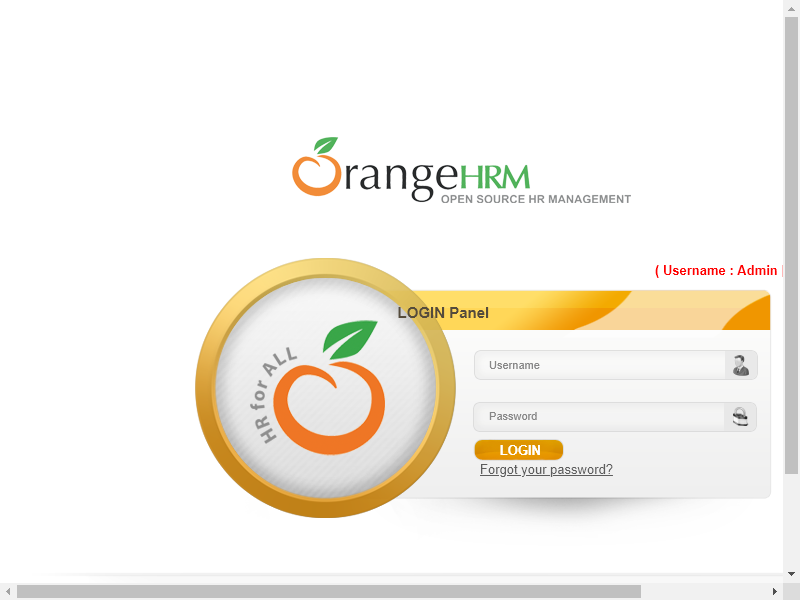 OrangeHRM
OPEN SOURCE HR MANAGEMENT
( Username : Admin |
LOGIN Panel
HR for ALL
Username
Password
LOGIN
Forgot your password?